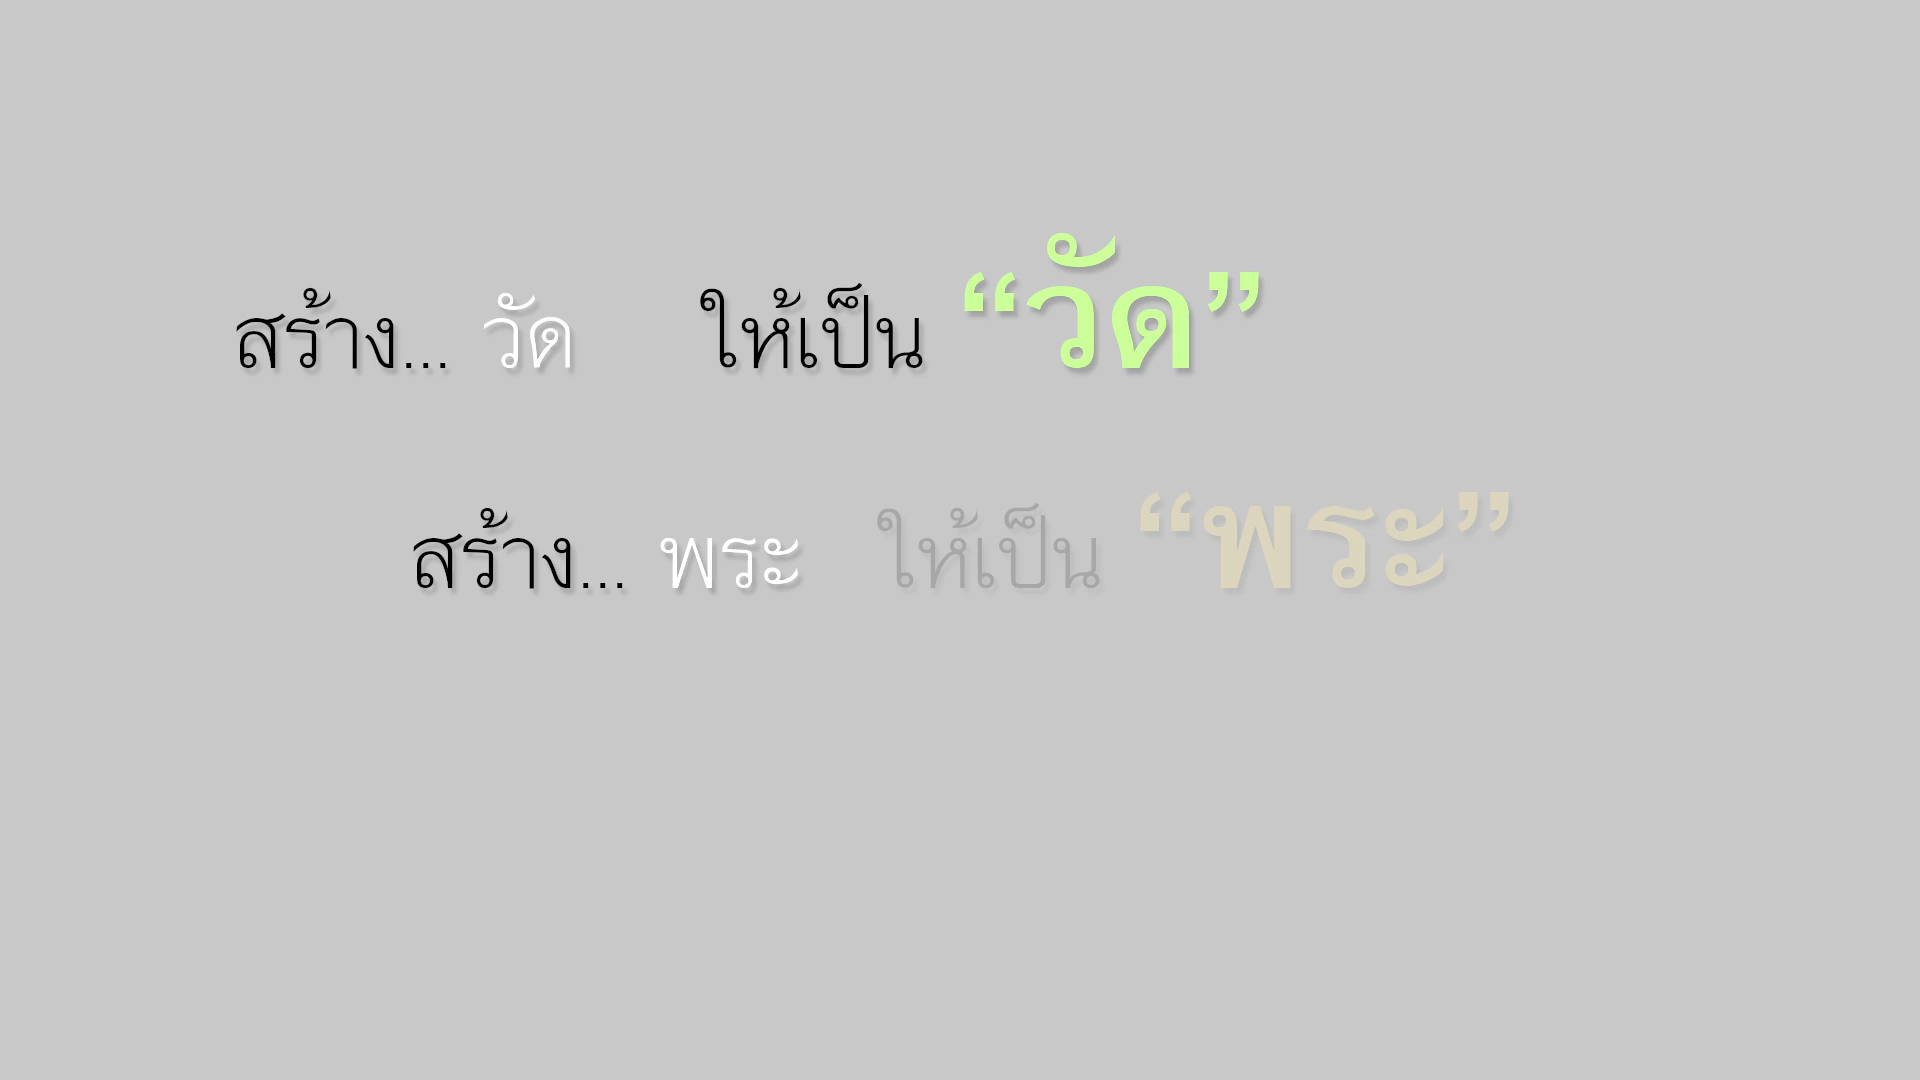 สร้าง... วัด ให้เป็น “วัด”
สร้าง... พระ ให้เป็น “พระ”